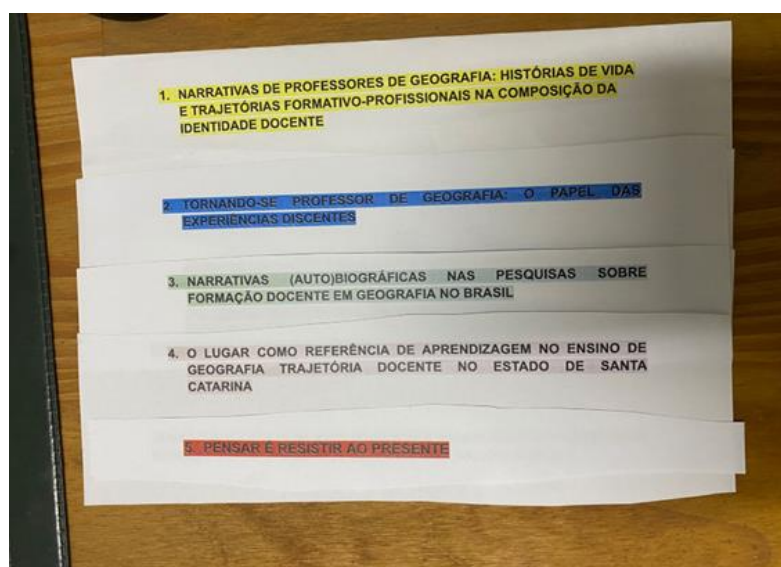 1. NARRATIVAS DE PROFESSORES DE GEOGRAFIA: HISTÓRIAS DE VIDA
E TRAJETÓRIAS FORMATIVO-PROFISSIONAIS NA COMPOSIÇÃO DA
IDENTIDADE DOCENTE
2. TORNANDO-SE PROFESSOR DE GEOGRAFIA: O PAPEL DAS
EXPERIÊNCIAS DISCENTES
3. NARRATIVAS (AUTO)BIOGRÁFICAS NAS PESQUISAS SOBRE
FORMAÇÃO DOCENTE EM GEOGRAFIA NO BRASIL
4. O LUGAR COMO REFERÊNCIA DE APRENDIZAGEM NO ENSINO DE
GEOGRAFIA TRAJETÓRIA DOCENTE NO ESTADO DE SANTA
CATARINA
5. PENSAR É RESISTIR AO PRESENTE